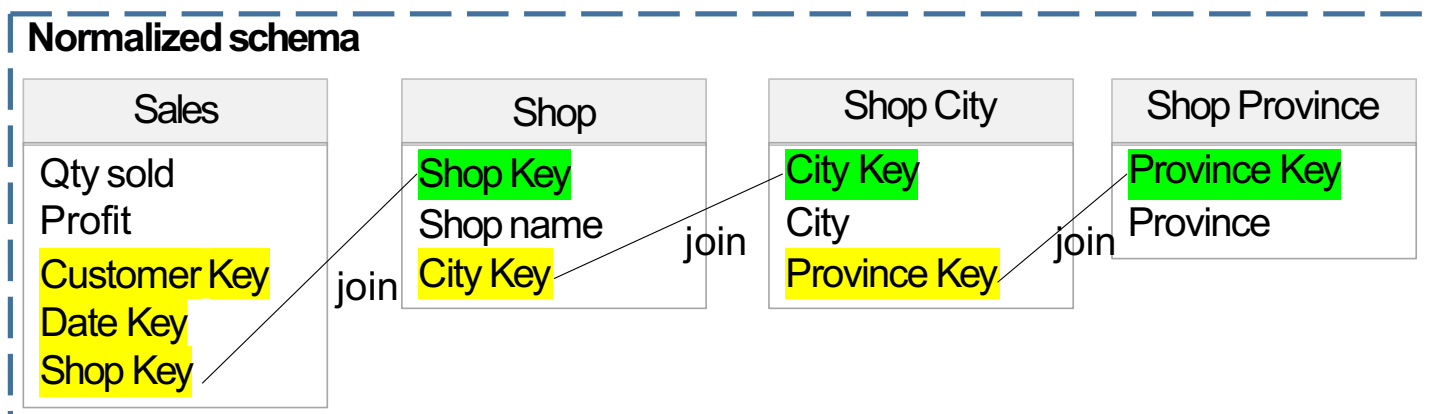 Normalized schema
Sales
Qty sold
Profit
Customer Key
Date Key
Shop Key
join
Shop
Shop Key
Shop name
City Key
join
Shop City
City Key
City
Province Key
join
Shop Province
Province Key
Province